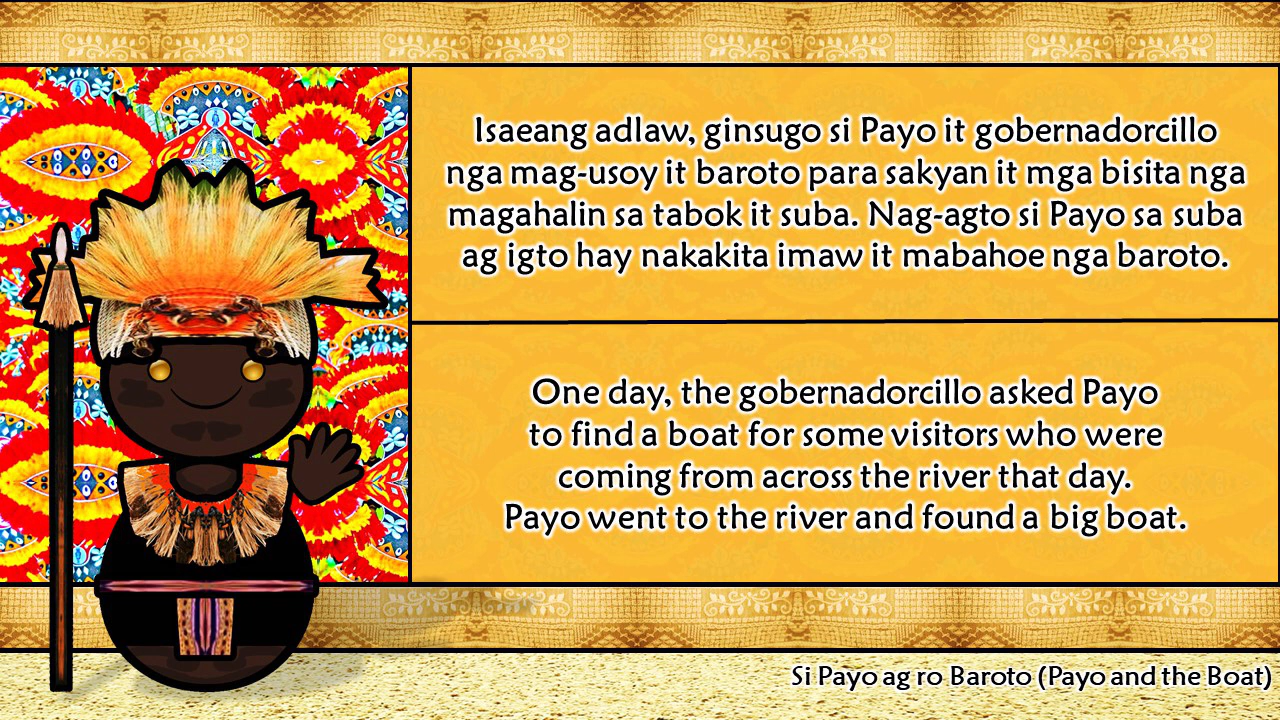 Isaeang adlaw, ginsugo si Payo it gobernadorcillo
nga mag-usoy it baroto para sakyan it mga bisita nga
magahalin sa tabok it suba. Nag-agto si Payo sa suba
ag igto hay nakakita imaw it mabahoe nga baroto.
One day, the gobernadorcillo asked Payo
to find a boat for some visitors who were
coming from across the river that day.
Payo went to the river and found a big boat.
Si Payo ag ro Baroto (Payo and the Boat)